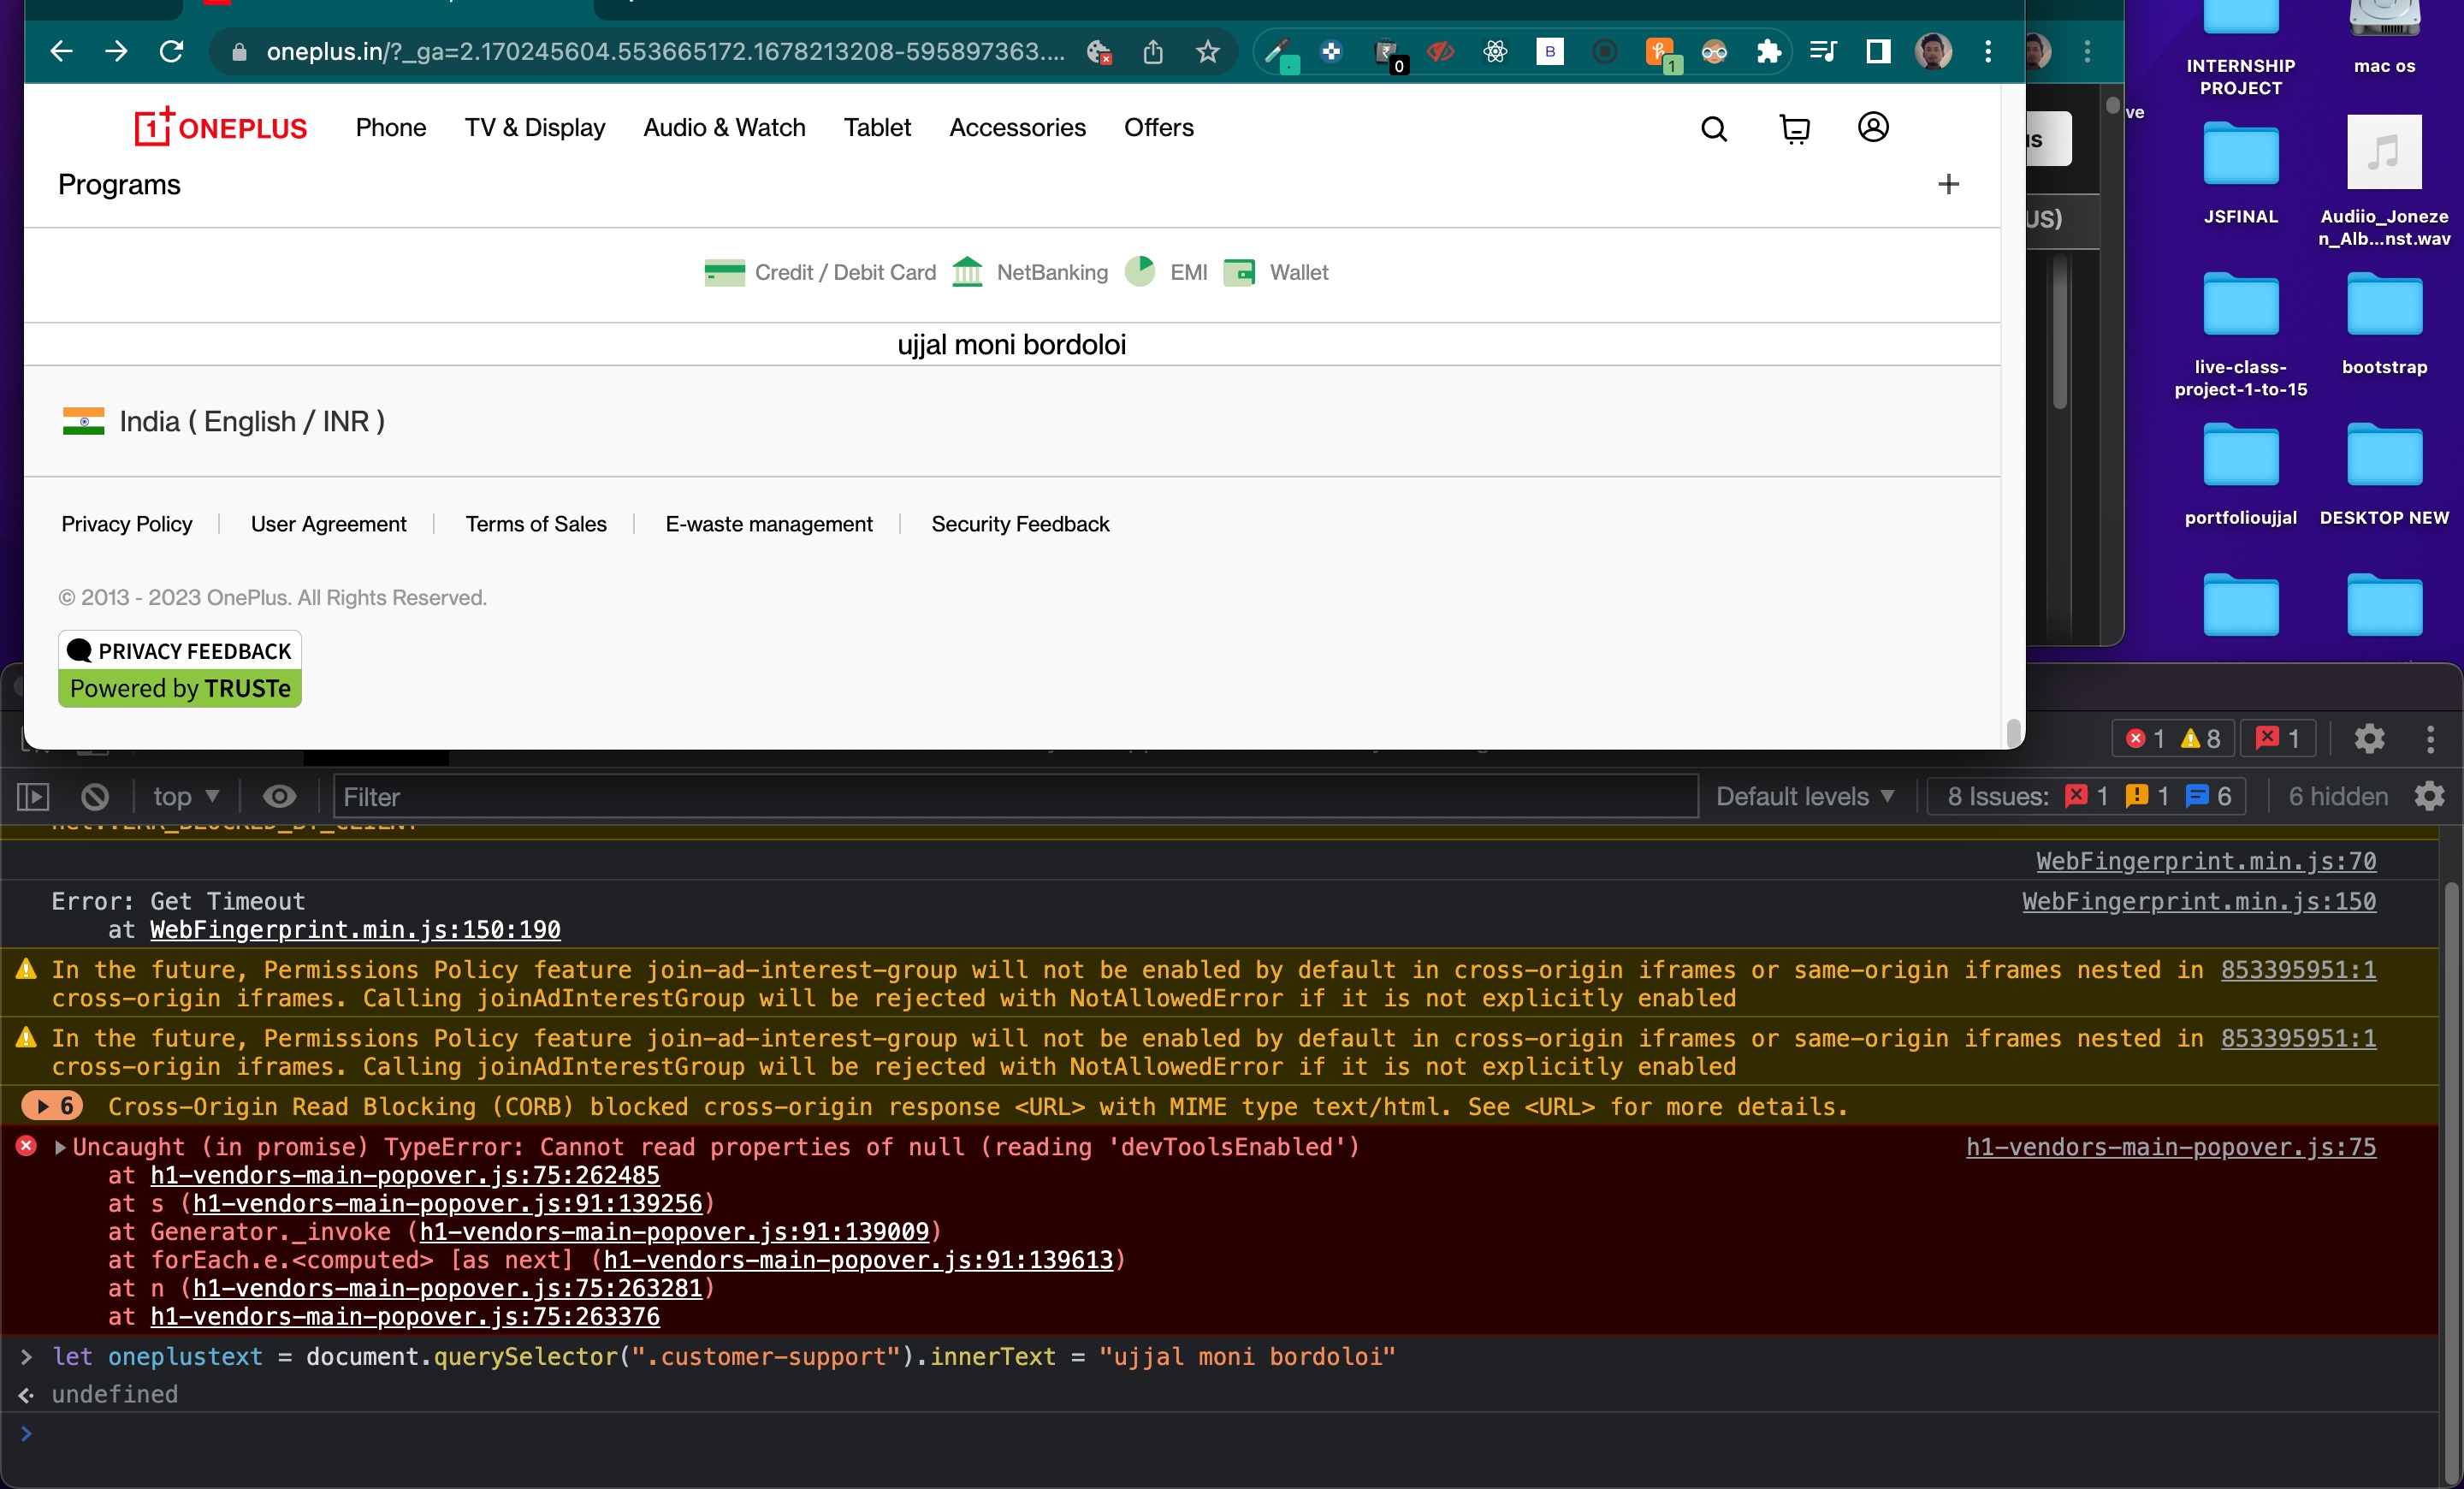 oneplus.in/?_ga=2.170245604.553665172.1678213208-595897363....
0
B
1
ONEPLUS
Phone
TV & Display
Audio & Watch
Tablet
Accessories
Offers
Programs
Credit / Debit Card
NetBanking
EMI
Wallet
ujjal moni bordoloi
India ( English / INR )
Privacy Policy
User Agreement
Terms of Sales
E-waste management
Security Feedback
© 2013 - 2023 OnePlus. All Rights Reserved.
PRIVACY FEEDBACK
Powered by TRUSTe
US)
ve
INTERNSHIP
PROJECT
mac os
JSFINAL
Audiio_Joneze
n_Alb...nst.wav
live-class-
project-1-to-15
bootstrap
portfolioujjal
DESKTOP NEW
1
8
1
top
Filter
Default levels
8 Issues:
1
1
6
6 hidden
net::ERR_BLOCKED_BY_CLIENT
WebFingerprint.min.js:70
Error: Get Timeout
WebFingerprint.min.js:150
at WebFingerprint.min.js:150:190
In the future, Permissions Policy feature join-ad-interest-group will not be enabled by default in cross-origin iframes or same-origin iframes nested in
853395951:1
cross-origin iframes. Calling joinAdInterestGroup will be rejected with NotAllowedError if it is not explicitly enabled
In the future, Permissions Policy feature join-ad-interest-group will not be enabled by default in cross-origin iframes or same-origin iframes nested in
853395951:1
cross-origin iframes. Calling joinAdInterestGroup will be rejected with NotAllowedError if it is not explicitly enabled
6
Cross-Origin Read Blocking (CORB) blocked cross-origin response <URL> with MIME type text/html. See <URL> for more details.
Uncaught (in promise) TypeError: Cannot read properties of null (reading 'devToolsEnabled')
h1-vendors-main-popover.js:75
at h1-vendors-main-popover.js:75:262485
at s (h1-vendors-main-popover.js:91:139256)
at Generator._invoke (h1-vendors-main-popover.js:91:139009)
at forEach.e.<computed> [as next] (h1-vendors-main-popover.js:91:139613)
at n (h1-vendors-main-popover.js:75:263281)
at h1-vendors-main-popover.js:75:263376
let oneplustext = document.querySelector(".customer-support").innerText = "ujjal moni bordoloi"
undefined